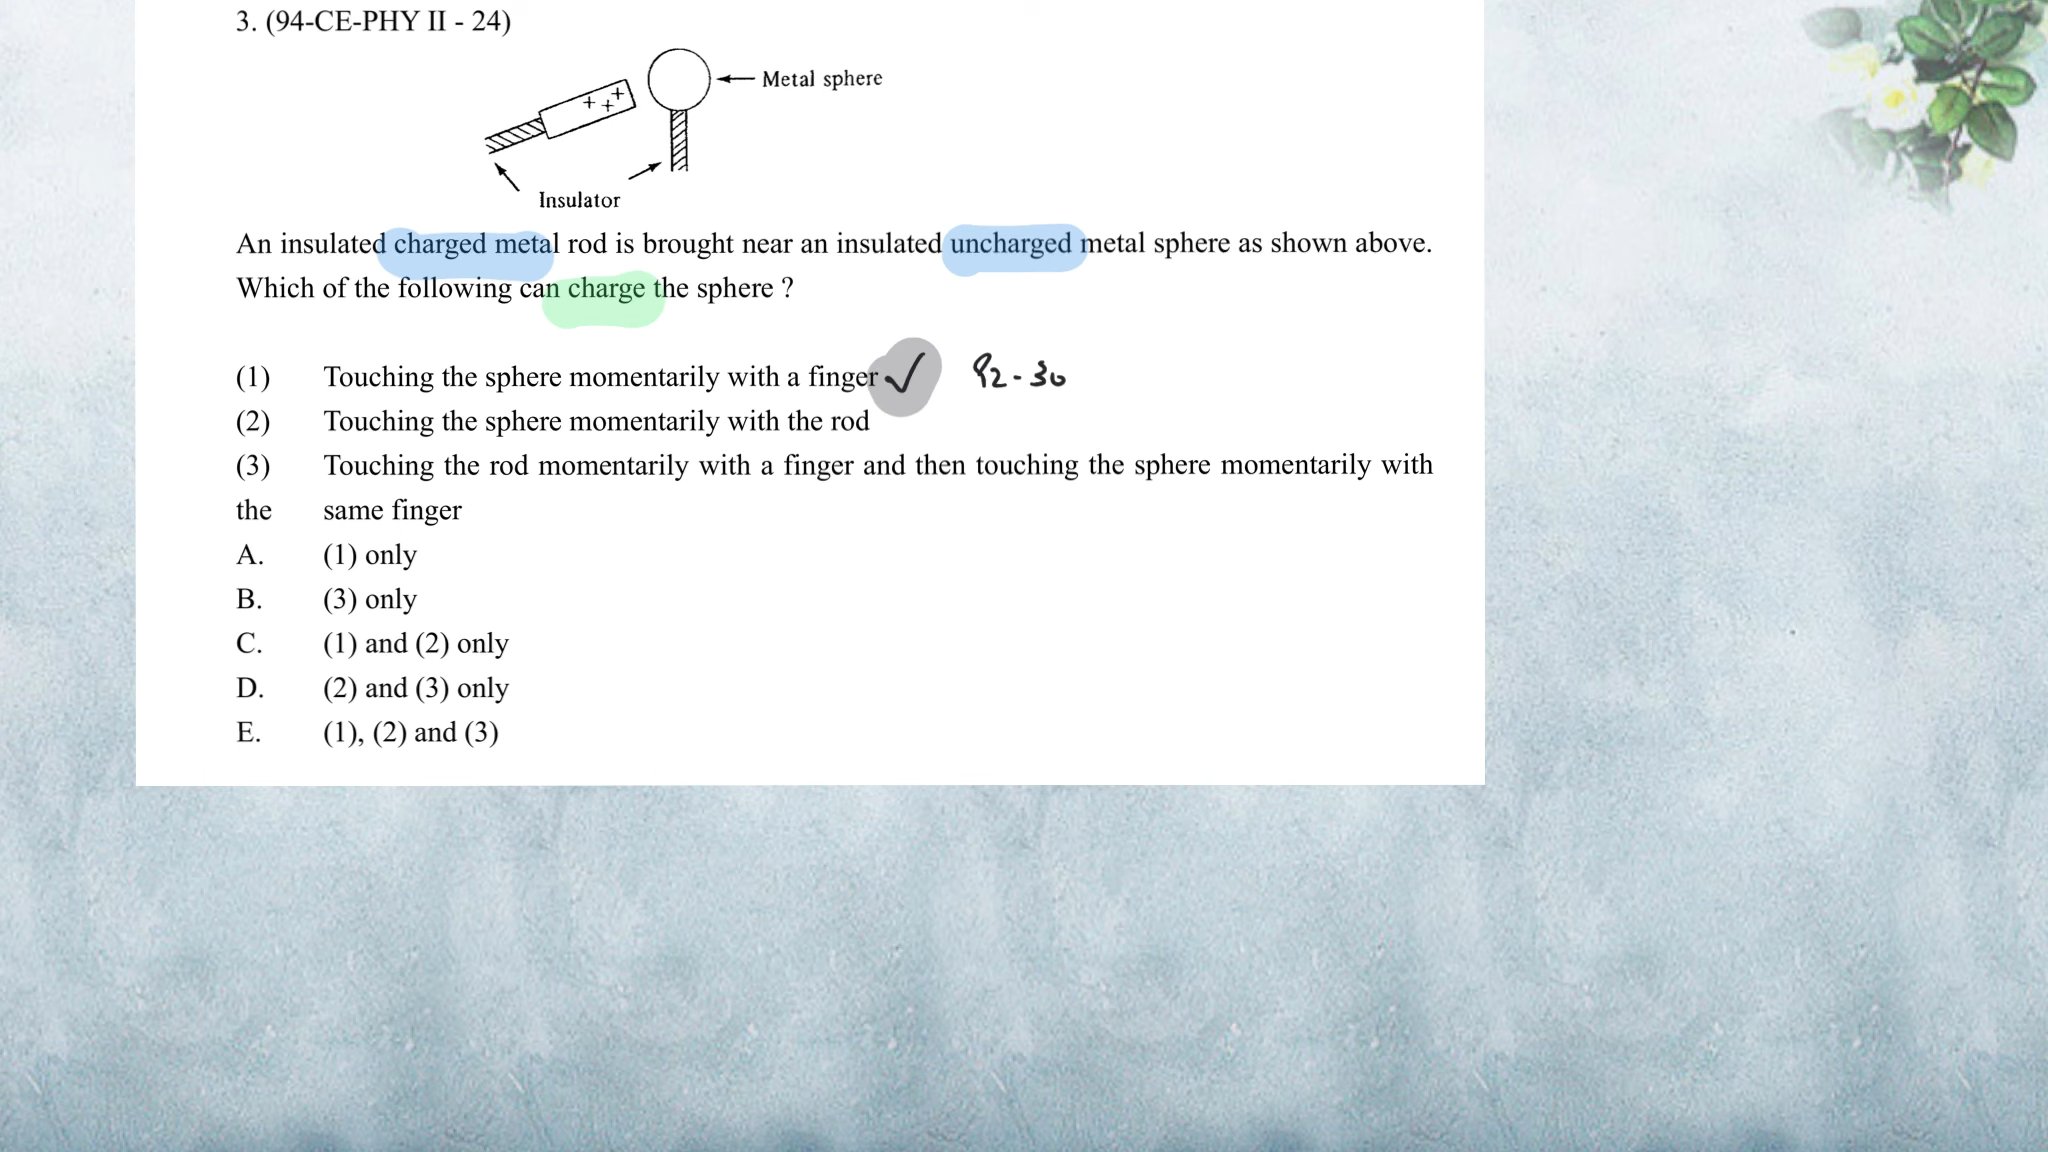 3. (94-CE-PHY II - 24)
Metal sphere
+ + +
Insulator
An insulated charged metal rod is brought near an insulated uncharged metal sphere as shown above.
Which of the following can charge the sphere ?
(1) Touching the sphere momentarily with a finger ✓ 92-30
(2) Touching the sphere momentarily with the rod
(3) Touching the rod momentarily with a finger and then touching the sphere momentarily with
the same finger
A. (1) only
B. (3) only
C. (1) and (2) only
D. (2) and (3) only
E. (1), (2) and (3)